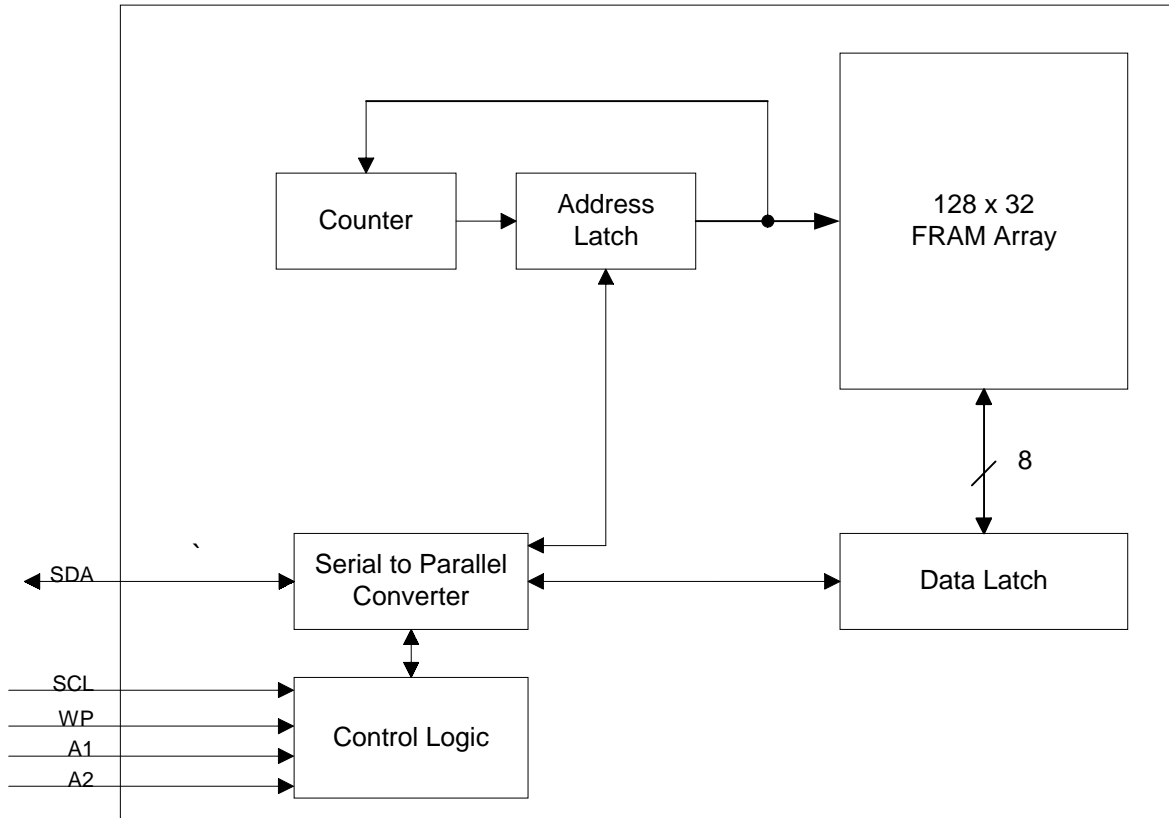 Counter
Address
Latch
128 x 32
FRAM Array
8
`
SDA
Serial to Parallel
Converter
Data Latch
SCL
WP
A1
A2
Control Logic